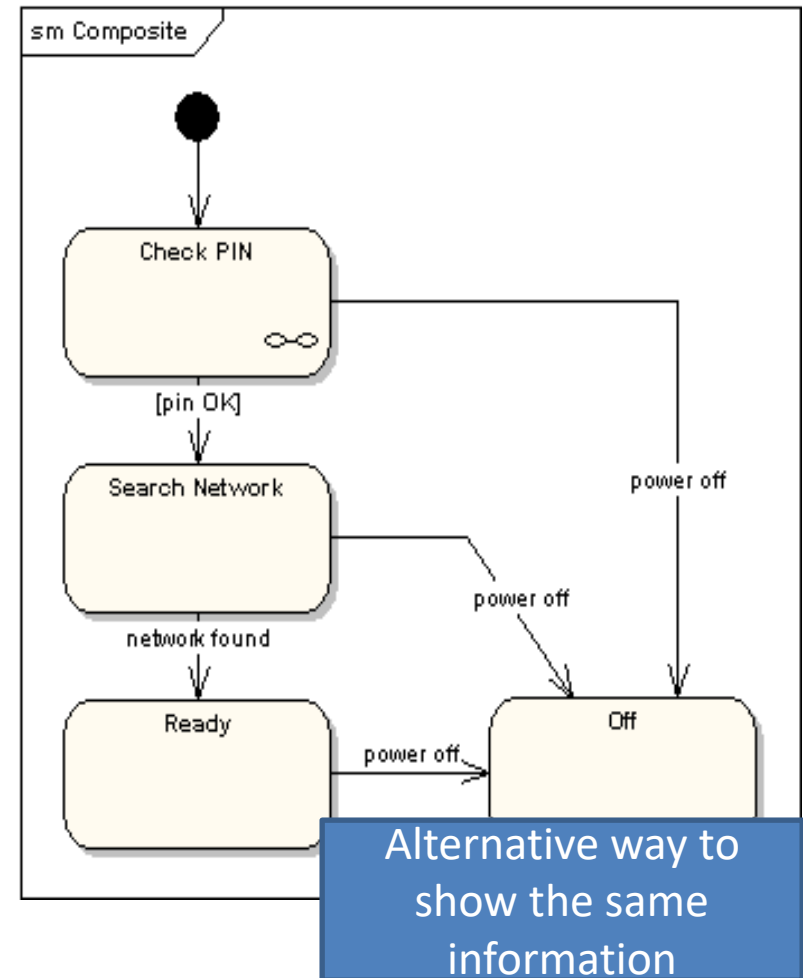 sm Composite
Check PIN
[pin OK]
Search Network
power off
power off
network found
Ready
power off
Off
Alternative way to
show the same
information